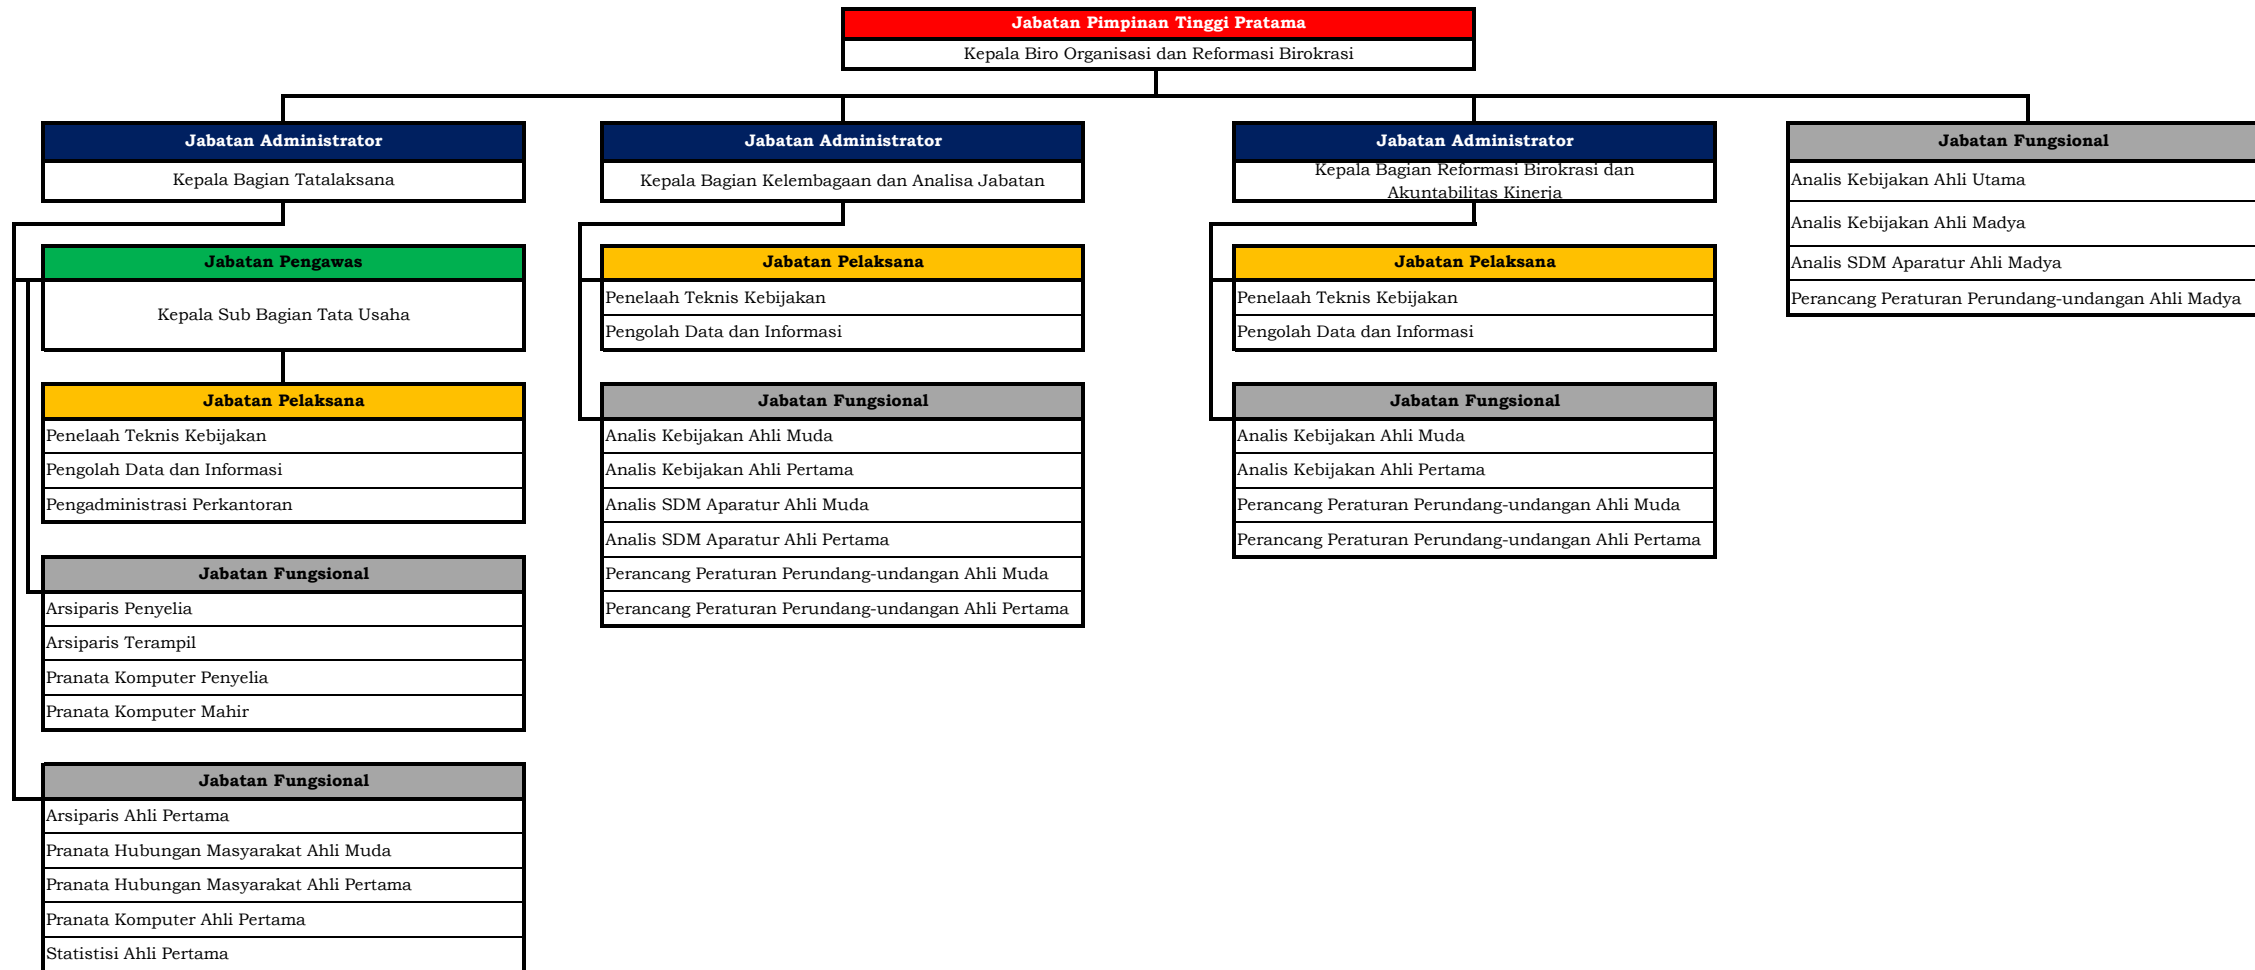 Jabatan Pimpinan Tinggi Pratama
Kepala Biro Organisasi dan Reformasi Birokrasi
Jabatan Administrator
Kepala Bagian Tatalaksana
Jabatan Pengawas
Kepala Sub Bagian Tata Usaha
Jabatan Pelaksana
Penelaah Teknis Kebijakan
Pengolah Data dan Informasi
Pengadministrasi Perkantoran
Jabatan Fungsional
Arsiparis Penyelia
Arsiparis Terampil
Pranata Komputer Penyelia
Pranata Komputer Mahir
Jabatan Fungsional
Arsiparis Ahli Pertama
Pranata Hubungan Masyarakat Ahli Muda
Pranata Hubungan Masyarakat Ahli Pertama
Pranata Komputer Ahli Pertama
Statistisi Ahli Pertama
Jabatan Administrator
Kepala Bagian Kelembagaan dan Analisa Jabatan
Jabatan Pelaksana
Penelaah Teknis Kebijakan
Pengolah Data dan Informasi
Jabatan Fungsional
Analis Kebijakan Ahli Muda
Analis Kebijakan Ahli Pertama
Analis SDM Aparatur Ahli Muda
Analis SDM Aparatur Ahli Pertama
Perancang Peraturan Perundang-undangan Ahli Muda
Perancang Peraturan Perundang-undangan Ahli Pertama
Jabatan Administrator
Kepala Bagian Reformasi Birokrasi dan
Akuntabilitas Kinerja
Jabatan Pelaksana
Penelaah Teknis Kebijakan
Pengolah Data dan Informasi
Jabatan Fungsional
Analis Kebijakan Ahli Muda
Analis Kebijakan Ahli Pertama
Perancang Peraturan Perundang-undangan Ahli Muda
Perancang Peraturan Perundang-undangan Ahli Pertama
Jabatan Fungsional
Analis Kebijakan Ahli Utama
Analis Kebijakan Ahli Madya
Analis SDM Aparatur Ahli Madya
Perancang Peraturan Perundang-undangan Ahli Madya